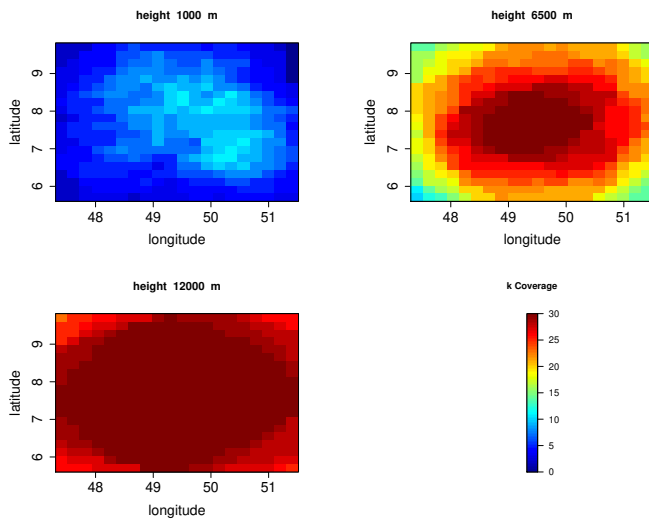 height 1000 m
latitude
9
8
7
6
48 49 50 51
longitude
height 6500 m
latitude
9
8
7
6
48 49 50 51
longitude
height 12000 m
latitude
9
8
7
6
48 49 50 51
longitude
k Coverage
30
25
20
15
10
5
0